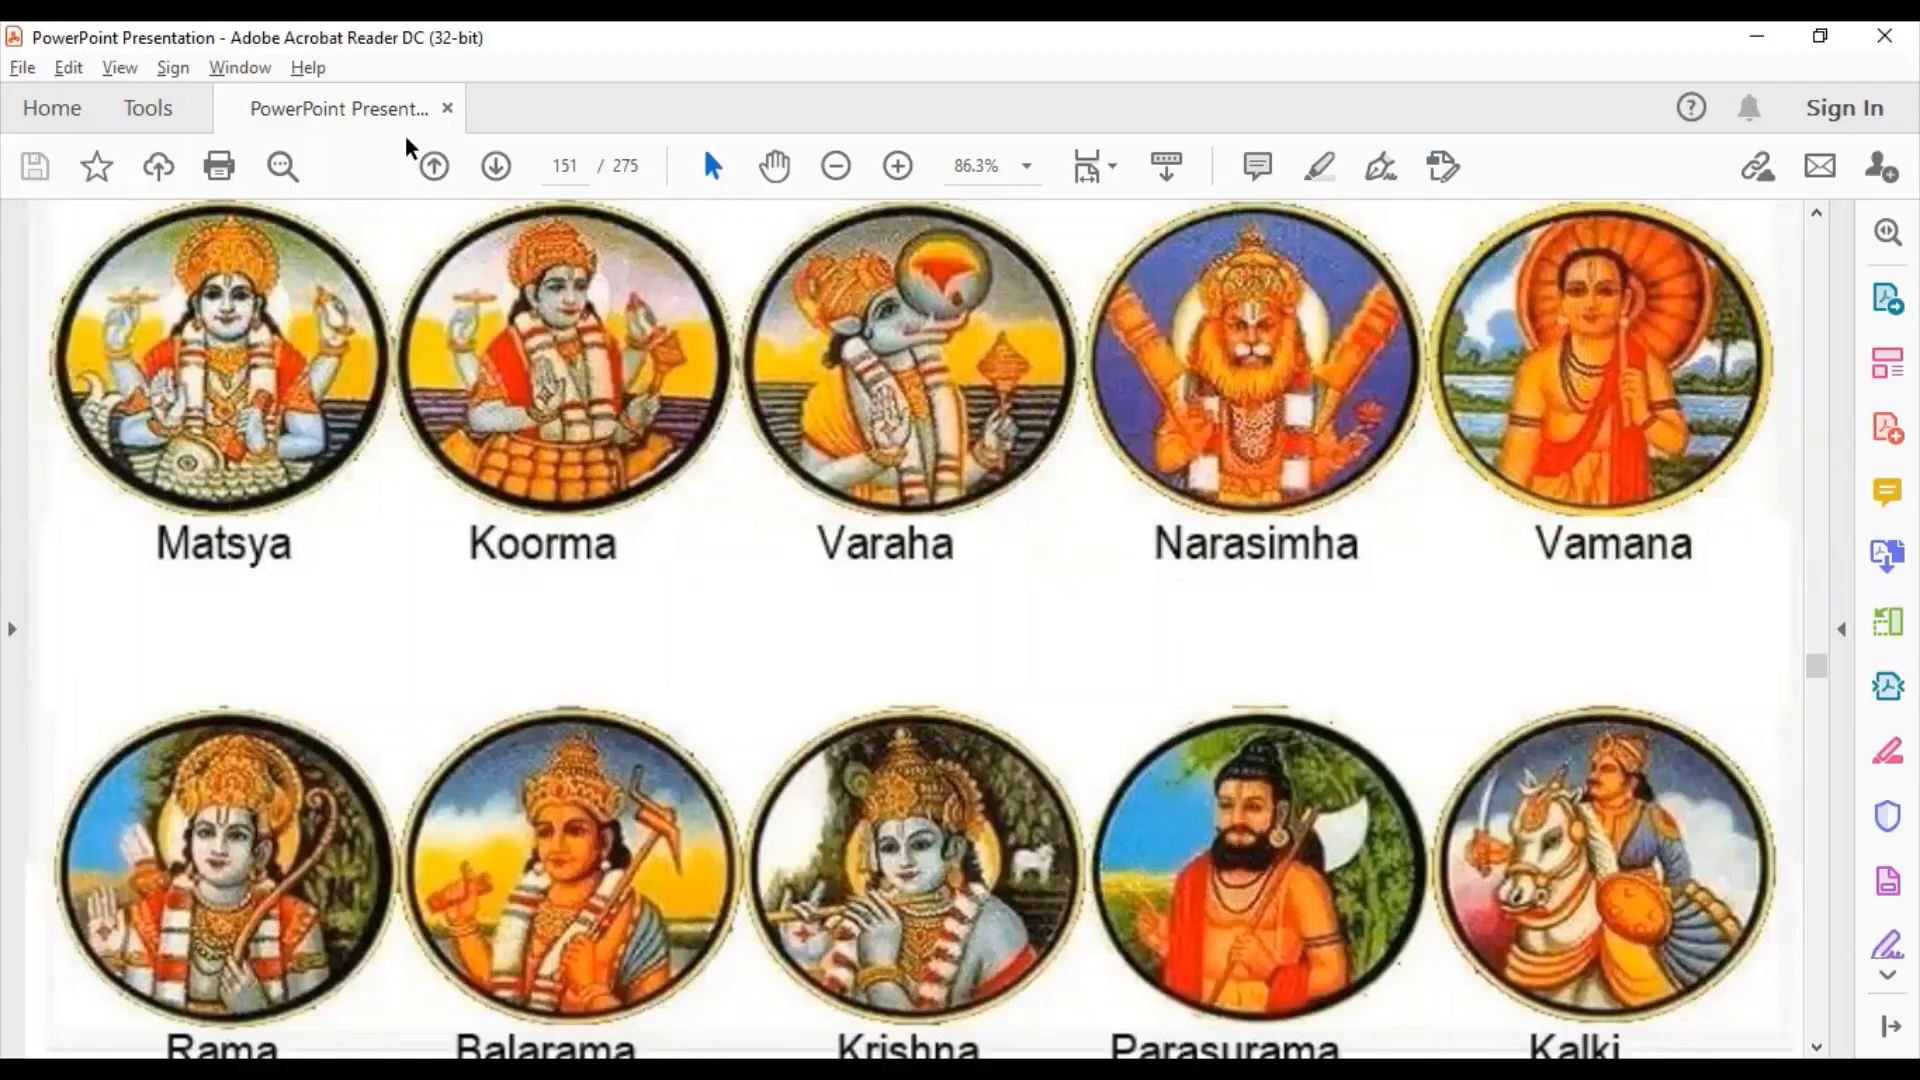 PowerPoint Presentation - Adobe Acrobat Reader DC (32-bit)
File Edit View Sign Window Help
Home Tools PowerPoint Present... Sign In
151 / 275 86.3%
Matsya Koorma Varaha Narasimha Vamana
Rama Balarama Krishna Parasurama Kalki